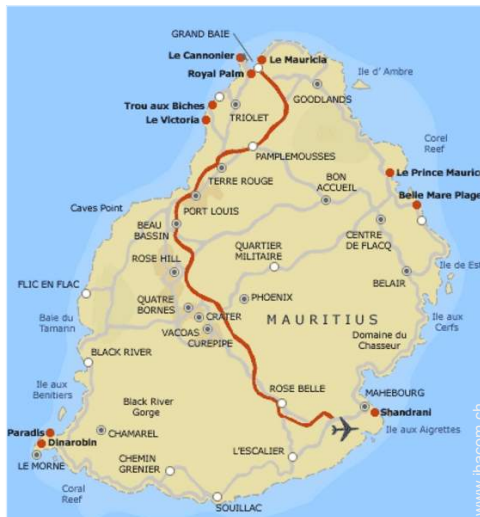 GRAND BAIE
Le Cannonier
Le Mauricia
Royal Palm
Ile d' Ambre
GOODLANDS
Trou aux Biches
TRIOLET
Le Victoria
Corel
Reef
PAMPLEMOUSSES
TERRE ROUGE
Le Prince Maurice
BON
ACCUEIL
Belle Mare Plage
PORT LOUIS
Caves Point
BEAU
BASSIN
CENTRE
DE FLACQ
QUARTIER
MILITAIRE
ROSE HILL
Ile de Est
BELAIR
FLIC EN FLAC
PHOENIX
QUATRE
BORNES
CRATER
Ile aux
Cerfs
Baie du
Tamann
MAURITIUS
VACOAS
CUREPIPE
Domaine du
Chasseur
BLACK RIVER
Ile aux
Benitiers
ROSE BELLE
MAHEBOURG
Black River
Gorge
Shandrani
Paradis
CHAMAREL
Ile aux Aigrettes
Dinarobin
L'ESCALIER
LE MORNE
CHEMIN
GRENIER
Coral
Reef
SOUILLAC